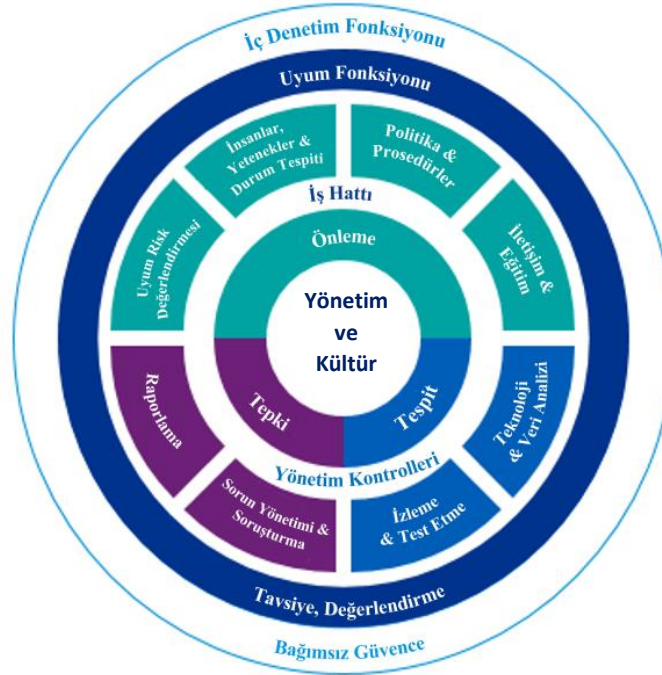 İç Denetim Fonksiyonu
Uyum Fonksiyonu
İnsanlar,
Yetenekler &
Durum Tespiti
Politika &
Prosedürler
İş Hattı
Önleme
Uyum Risk
Değerlendirmesi
İletişim &
Eğitim
Yönetim
ve
Kültür
Raporlama
Tepki
Tespit
Teknoloji
& Veri Analizi
Yönetim Kontrolleri
Sorun Yönetimi &
Soruşturma
İzleme
& Test Etme
Tavsiye, Değerlendirme
Bağımsız Güvence